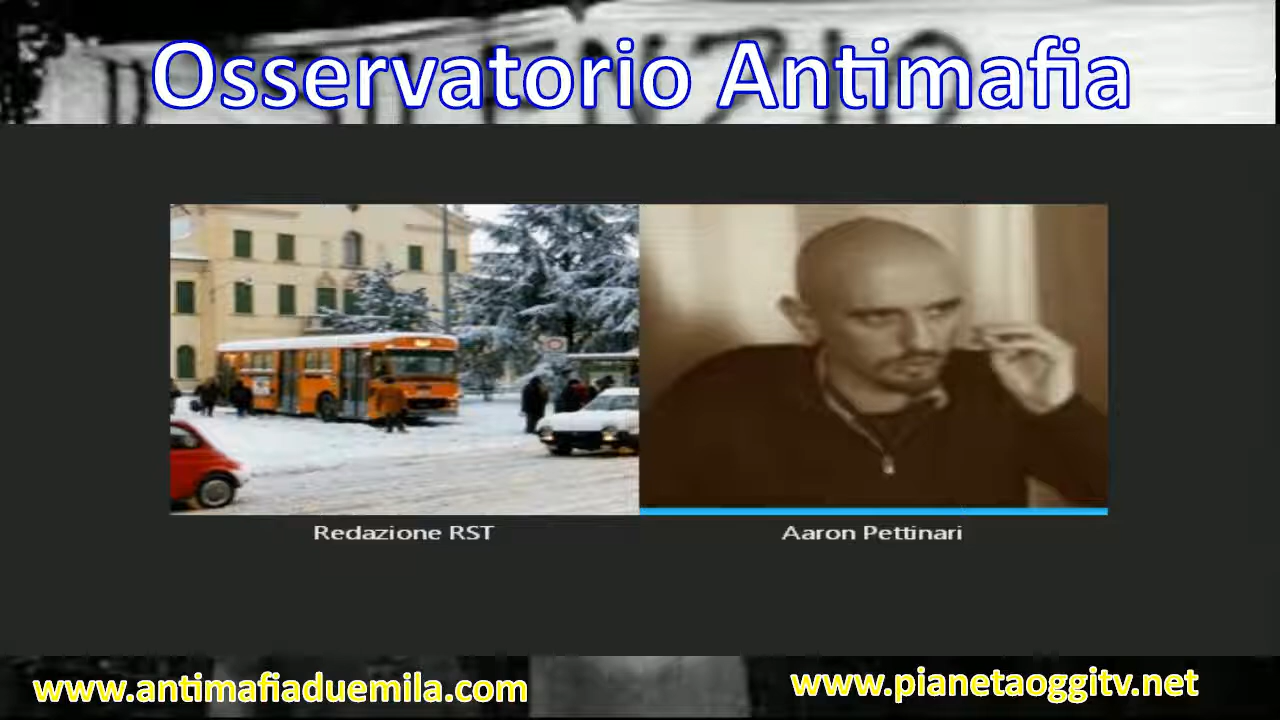 Osservatorio Antimafia
Redazione RST
Aaron Pettinari
www.antimafiaduemila.com
www.pianetaoggitv.net